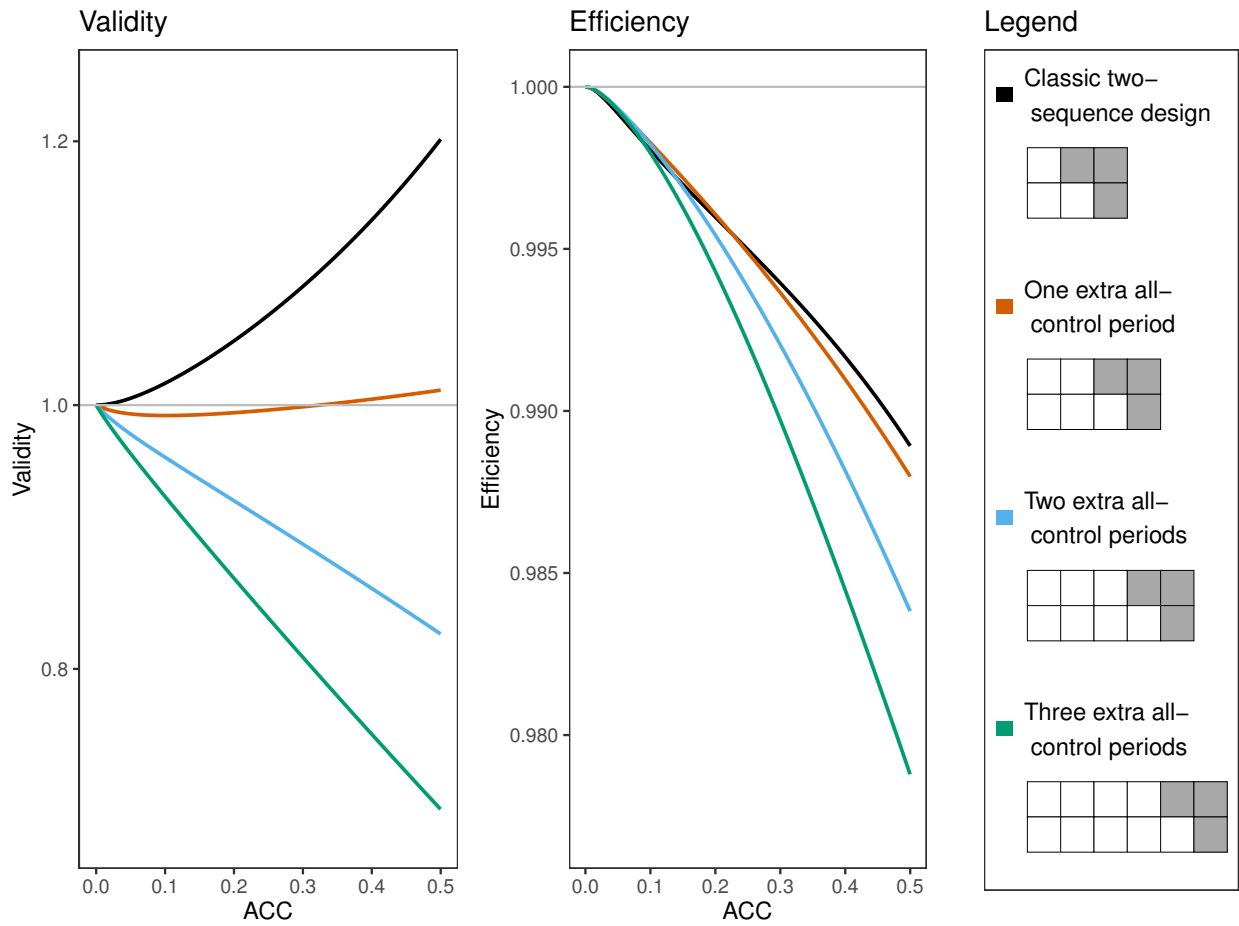 Validity
Efficiency
Legend
Validity
1.2
1.0
0.8
0.0
0.1
0.2
0.3
0.4
0.5
ACC
Efficiency
1.000
0.995
0.990
0.985
0.980
0.0
0.1
0.2
0.3
0.4
0.5
ACC
Classic two−
sequence design
One extra all−
control period
Two extra all−
control periods
Three extra all−
control periods